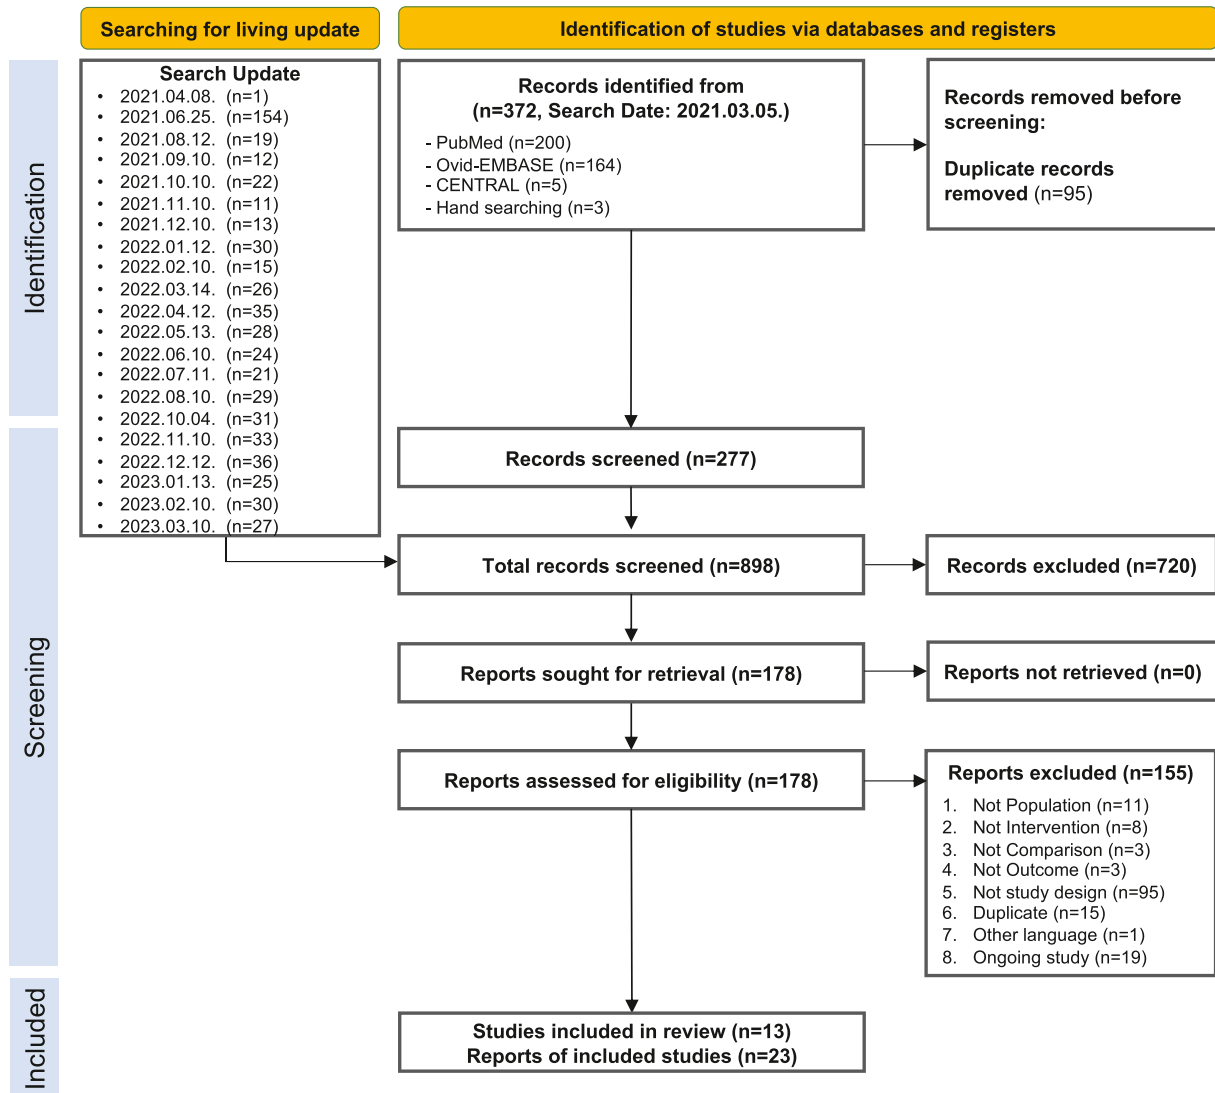 Searching for living update
Identification of studies via databases and registers
Identification
Search Update
• 2021.04.08. (n=1)
• 2021.06.25. (n=154)
• 2021.08.12. (n=19)
• 2021.09.10. (n=12)
• 2021.10.10. (n=22)
• 2021.11.10. (n=11)
• 2021.12.10. (n=13)
• 2022.01.12. (n=30)
• 2022.02.10. (n=15)
• 2022.03.14. (n=26)
• 2022.04.12. (n=35)
• 2022.05.13. (n=28)
• 2022.06.10. (n=24)
• 2022.07.11. (n=21)
• 2022.08.10. (n=29)
• 2022.10.04. (n=31)
• 2022.11.10. (n=33)
• 2022.12.12. (n=36)
• 2023.01.13. (n=25)
• 2023.02.10. (n=30)
• 2023.03.10. (n=27)
Records identified from
(n=372, Search Date: 2021.03.05.)
- PubMed (n=200)
- Ovid-EMBASE (n=164)
- CENTRAL (n=5)
- Hand searching (n=3)
Records removed before
screening:
Duplicate records
removed (n=95)
Screening
Records screened (n=277)
Total records screened (n=898)
Records excluded (n=720)
Reports sought for retrieval (n=178)
Reports not retrieved (n=0)
Reports assessed for eligibility (n=178)
Reports excluded (n=155)
1. Not Population (n=11)
2. Not Intervention (n=8)
3. Not Comparison (n=3)
4. Not Outcome (n=3)
5. Not study design (n=95)
6. Duplicate (n=15)
7. Other language (n=1)
8. Ongoing study (n=19)
Included
Studies included in review (n=13)
Reports of included studies (n=23)